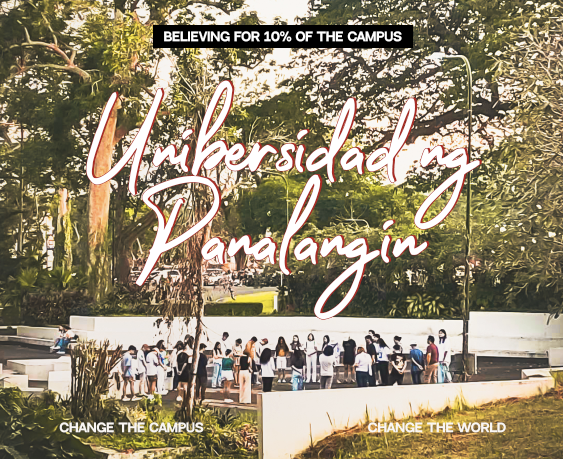 BELIEVING FOR 10% OF THE CAMPUS
Unibersidad ng
Panalangin
CHANGE THE CAMPUS
CHANGE THE WORLD